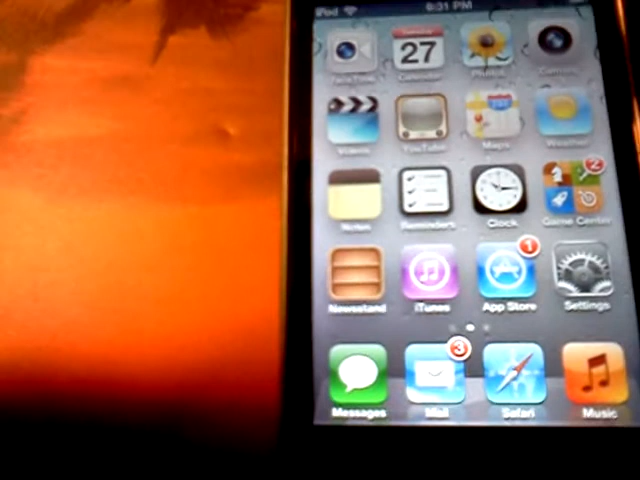 iPod 8:31 PM
27
FaceTime Calendar Photos Camera
Videos YouTube Maps Weather
2
Notes Reminders Clock Game Center
1
Newsstand iTunes App Store Settings
3
Messages Mail Safari Music